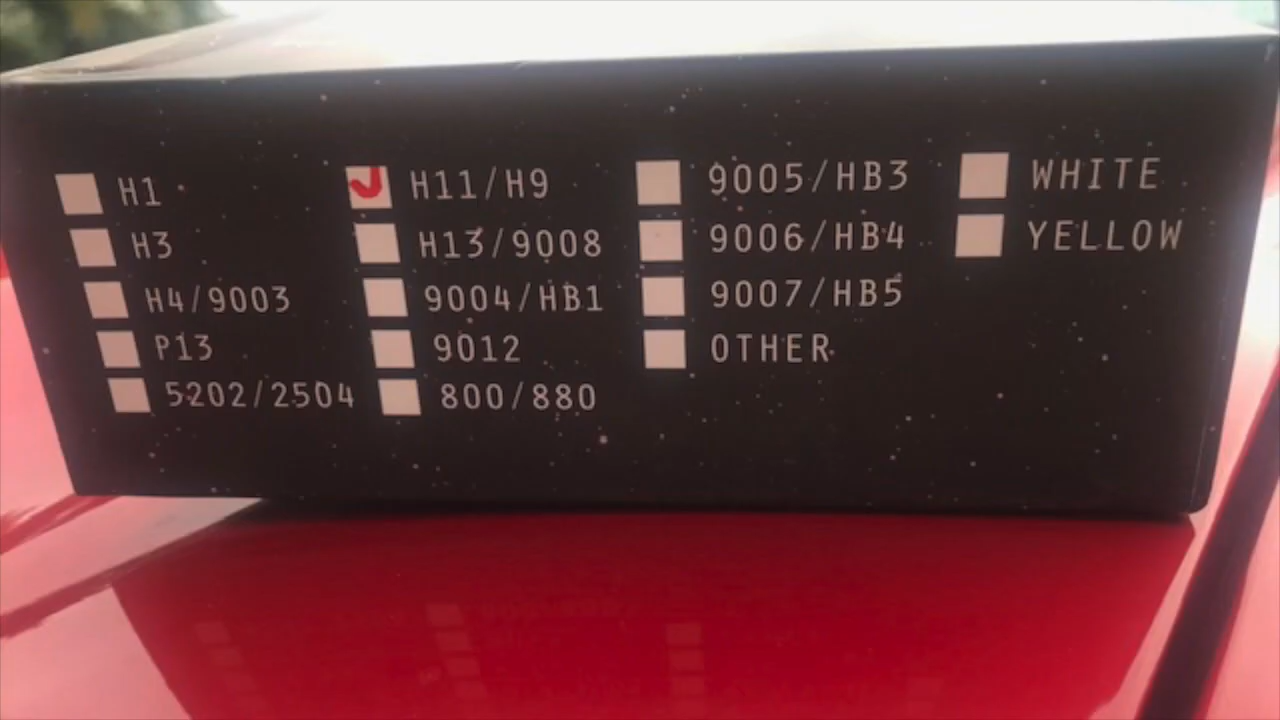 H1
H3
H4/9003
P13
5202/2504
H11/H9
H13/9008
9004/HB1
9012
800/880
9005/HB3
9006/HB4
9007/HB5
OTHER
WHITE
YELLOW